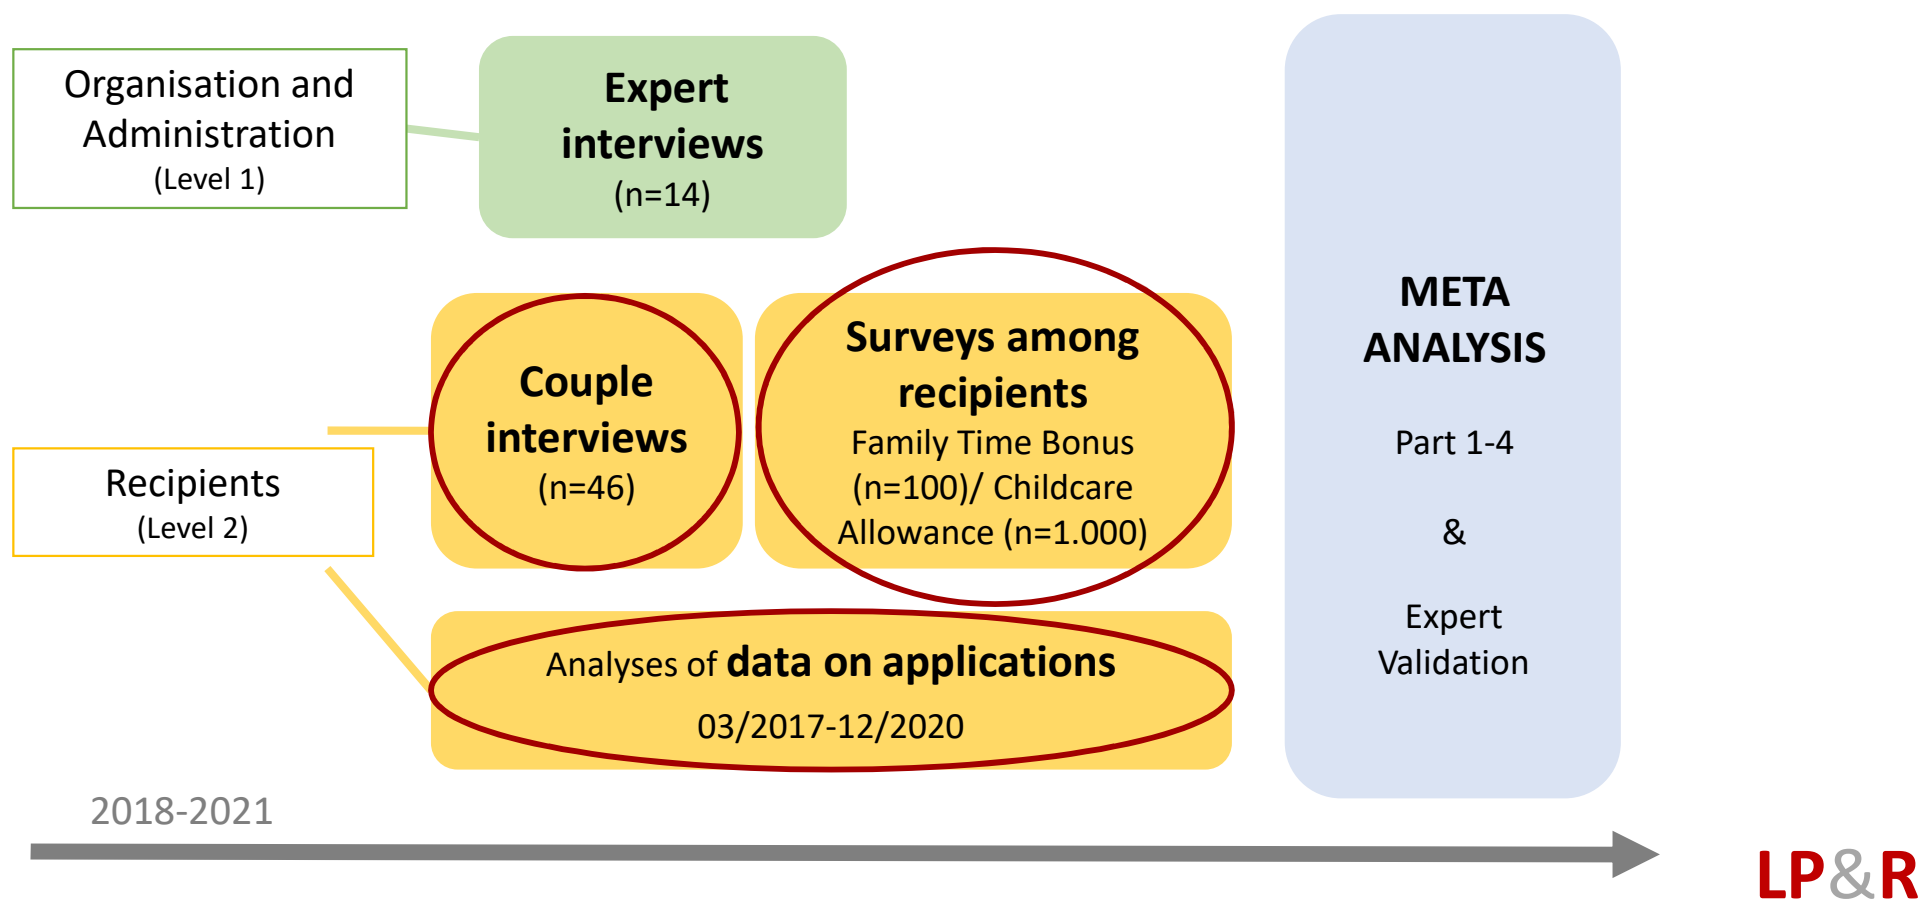 Organisation and
Administration
(Level 1)
Expert
interviews
(n=14)
Recipients
(Level 2)
Couple
interviews
(n=46)
Surveys among
recipients
Family Time Bonus
(n=100)/ Childcare
Allowance (n=1.000)
Analyses of data on applications
03/2017-12/2020
META
ANALYSIS
Part 1-4
&
Expert
Validation
2018-2021
LP&R